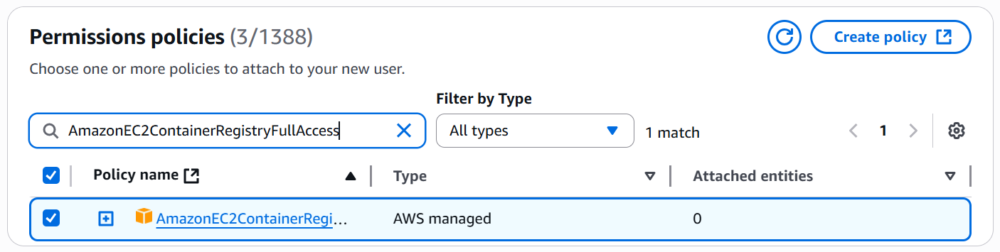 Permissions policies (3/1388)
Create policy
Choose one or more policies to attach to your new user.
Filter by Type
AmazonEC2ContainerRegistryFullAccess
All types
1 match
1
Policy name
Type
Attached entities
AmazonEC2ContainerRegi...
AWS managed
0